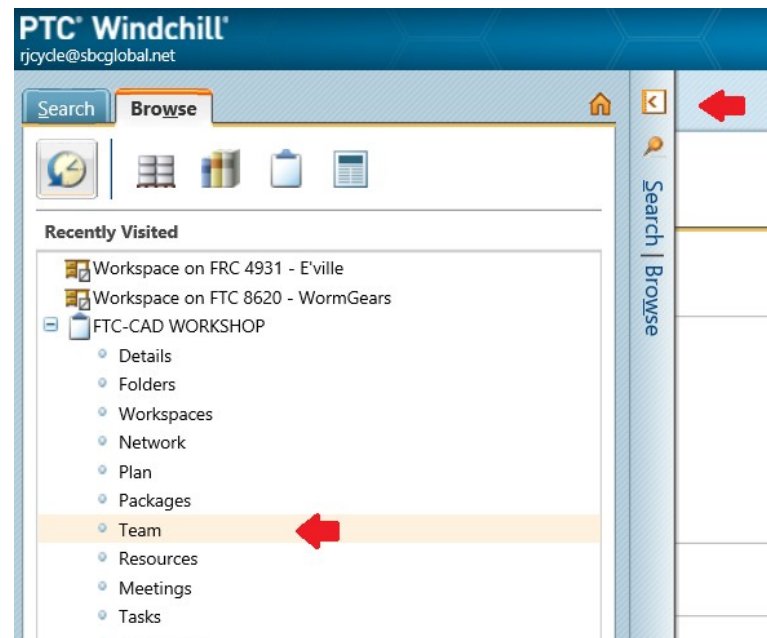 PTC® Windchill®
rjcycle@sbcglobal.net
Search
Browse
Recently Visited
Workspace on FRC 4931 - E'ville
Workspace on FTC 8620 - WormGears
FTC-CAD WORKSHOP
Details
Folders
Workspaces
Network
Plan
Packages
Team
Resources
Meetings
Tasks
Search | Browse